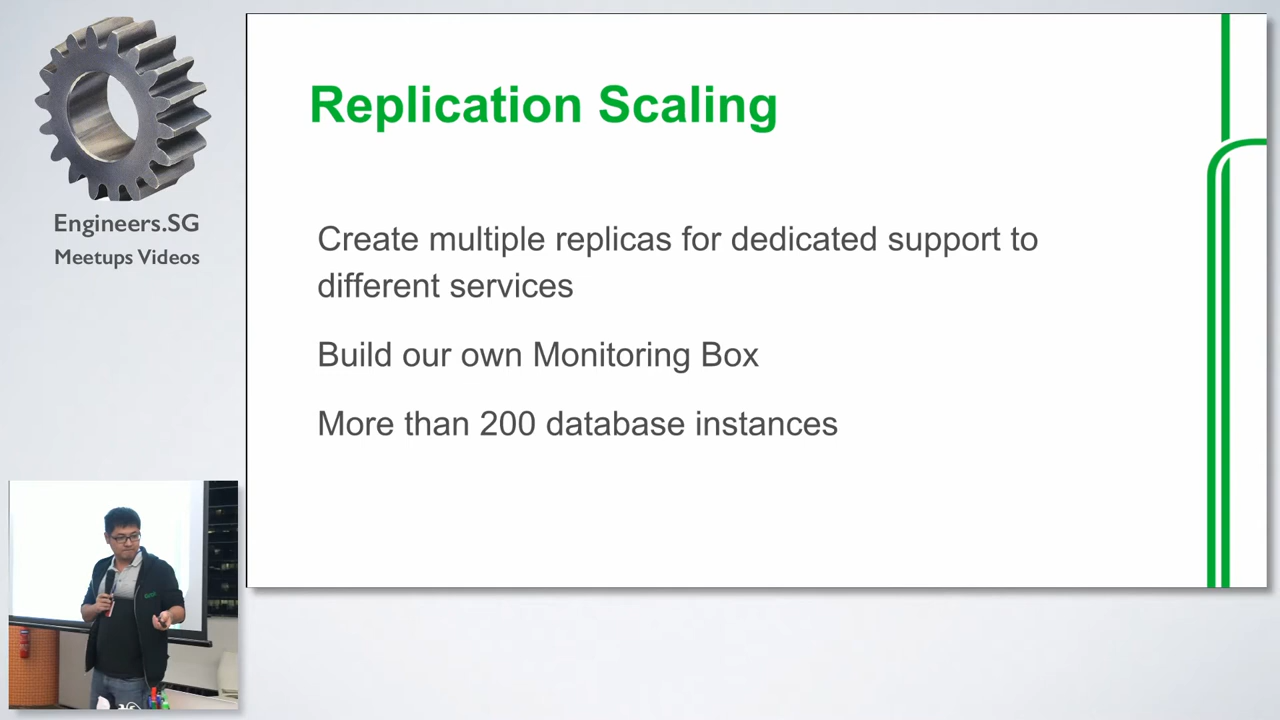 Engineers.SG
Meetups Videos
Replication Scaling
Create multiple replicas for dedicated support to
different services
Build our own Monitoring Box
More than 200 database instances